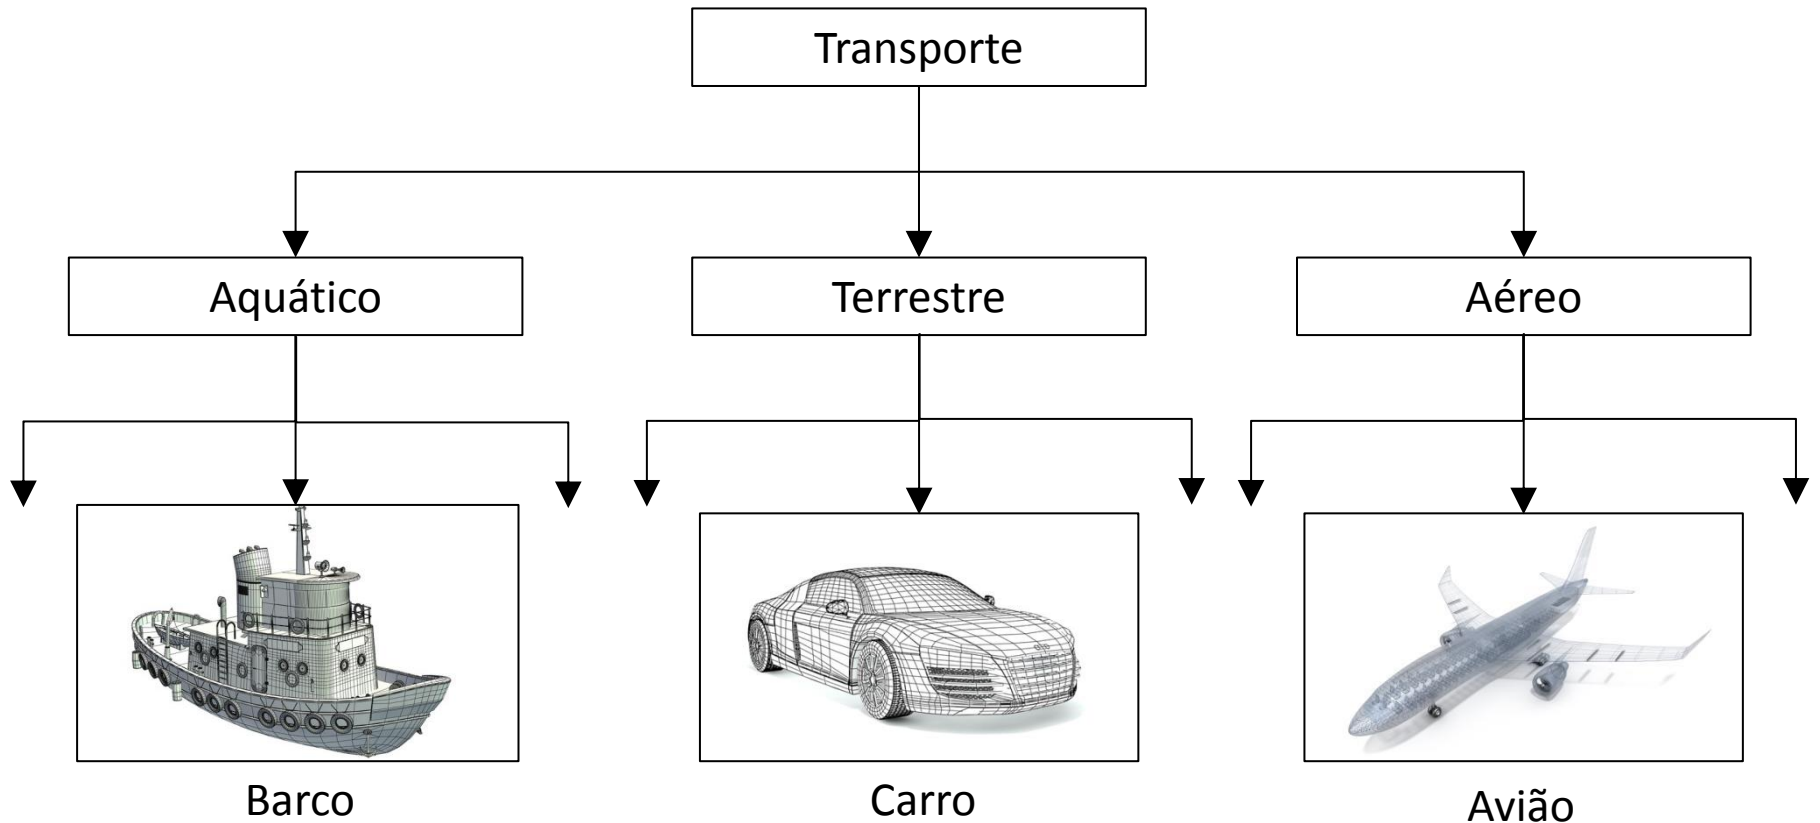 Transporte
Aquático
Terrestre
Aéreo
Barco
Carro
Avião